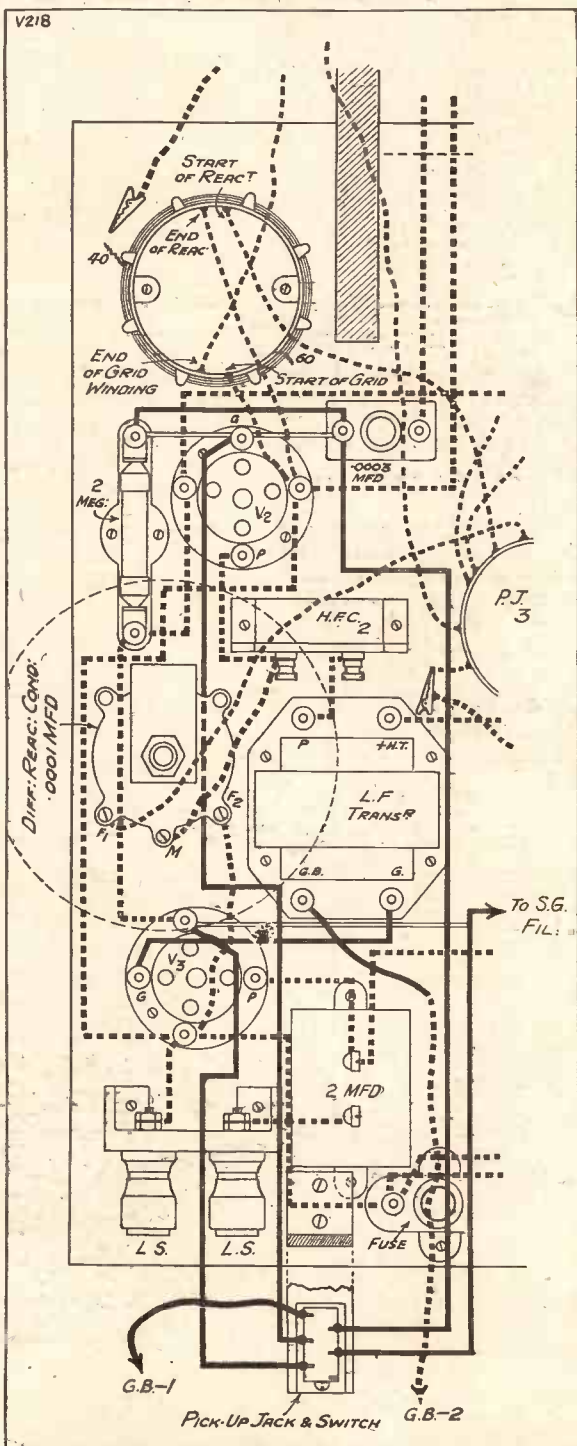 V218
START
OF REACT
END
OF REAC
40
END
OF GRID
WINDING
60
START OF GRID
G
.0003
MFD
2
MEG:
V2
P
P.J.
3
H.F.C. 2
DIFF: REAC: COND:
.0001 MFD
P
+H.T.
L.F
TRANSR
F1
M
F2
G.B.
G.
TO S.G.
FIL:
V3
G
P
2 MFD
L.S.
L.S.
FUSE
G.B.-1
G.B.-2
PICK-UP JACK & SWITCH